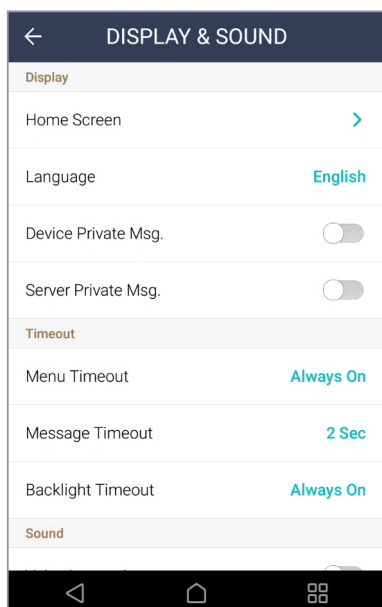 DISPLAY & SOUND
Display
Home Screen
Language English
Device Private Msg.
Server Private Msg.
Timeout
Menu Timeout Always On
Message Timeout 2 Sec
Backlight Timeout Always On
Sound